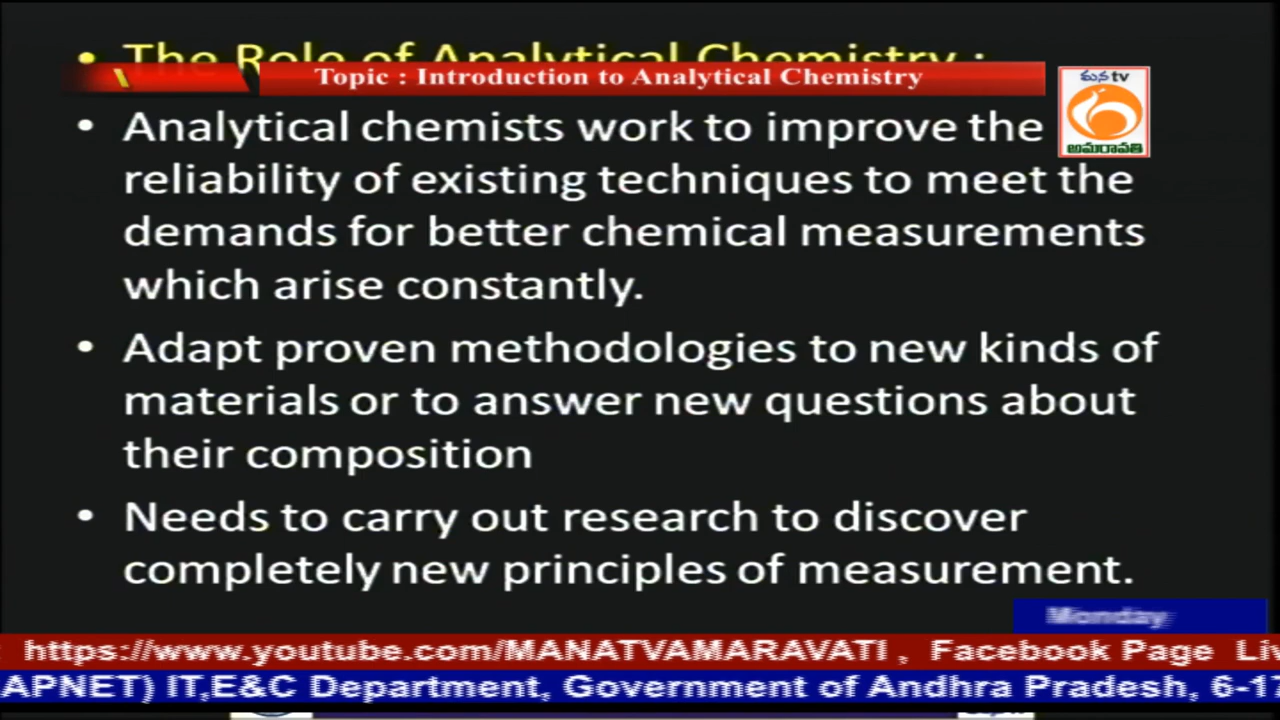 • The Role of Analytical Chemistry :
Topic : Introduction to Analytical Chemistry
మన tv
అమరావతి
• Analytical chemists work to improve the
reliability of existing techniques to meet the
demands for better chemical measurements
which arise constantly.
• Adapt proven methodologies to new kinds of
materials or to answer new questions about
their composition
• Needs to carry out research to discover
completely new principles of measurement.
Monday
https://www.youtube.com/MANATVAMARAVATI , Facebook Page Liv
APNET) IT,E&C Department, Government of Andhra Pradesh, 6-17